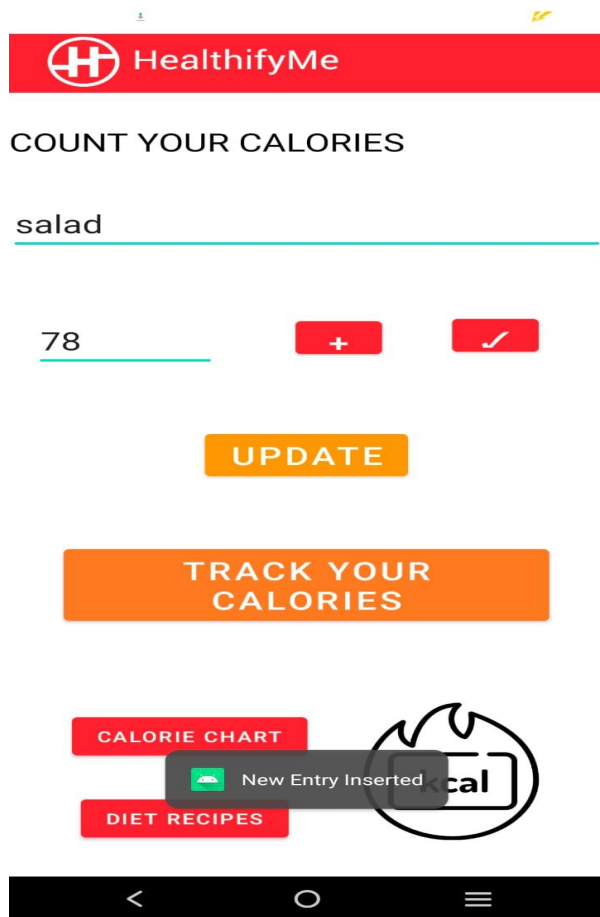 HealthifyMe
COUNT YOUR CALORIES
salad
78
+
✓
UPDATE
TRACK YOUR
CALORIES
CALORIE CHART
New Entry Inserted
kcal
DIET RECIPES